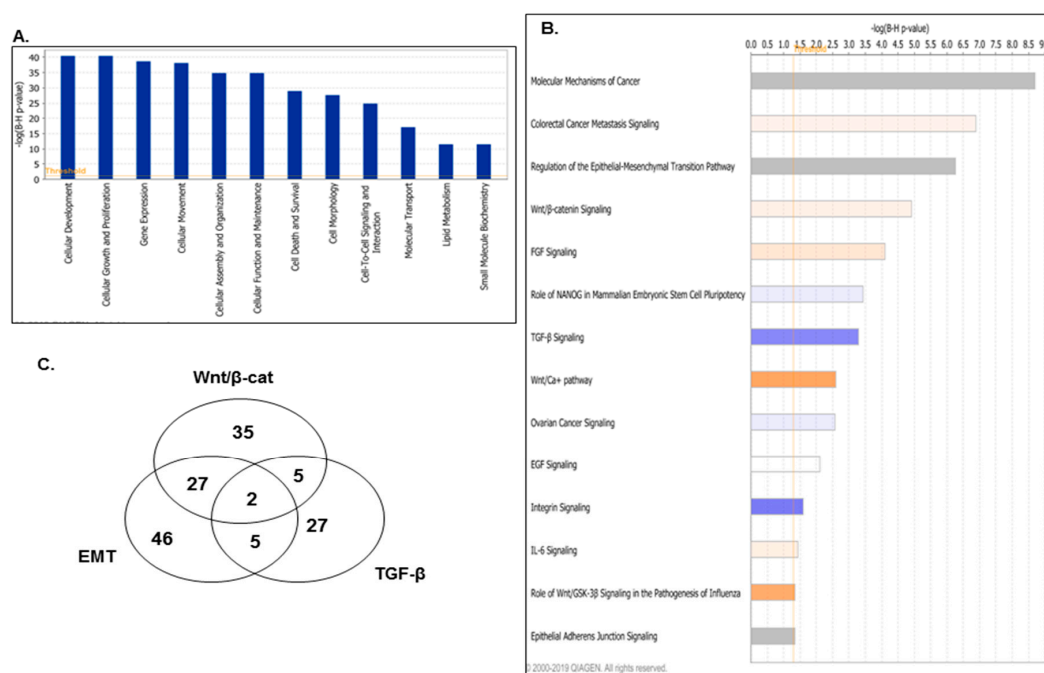 A.
-log(B-H p-value)
40
35
30
25
20
15
10
5
0
Threshold
Cellular Development
Cellular Growth and Proliferation
Gene Expression
Cellular Movement
Cellular Assembly and Organization
Cellular Function and Maintenance
Cell Death and Survival
Cell Morphology
Cell-To-Cell Signaling and
Interaction
Molecular Transport
Lipid Metabolism
Small Molecule Biochemistry
B.
-log(B-H p-value)
0.0 0.5 1.0 1.5 2.0 2.5 3.0 3.5 4.0 4.5 5.0 5.5 6.0 6.5 7.0 7.5 8.0 8.5
Threshold
Molecular Mechanisms of Cancer
Colorectal Cancer Metastasis Signaling
Regulation of the Epithelial-Mesenchymal Transition Pathway
Wnt/β-catenin Signaling
FGF Signaling
Role of NANOG in Mammalian Embryonic Stem Cell Pluripotency
TGF-β Signaling
Wnt/Ca+ pathway
Ovarian Cancer Signaling
EGF Signaling
Integrin Signaling
IL-6 Signaling
Role of Wnt/GSK-3β Signaling in the Pathogenesis of Influenza
Epithelial Adherens Junction Signaling
© 2000-2019 QIAGEN. All rights reserved.
C.
Wnt/β-cat
35
27
5
2
46
5
27
EMT
TGF-β